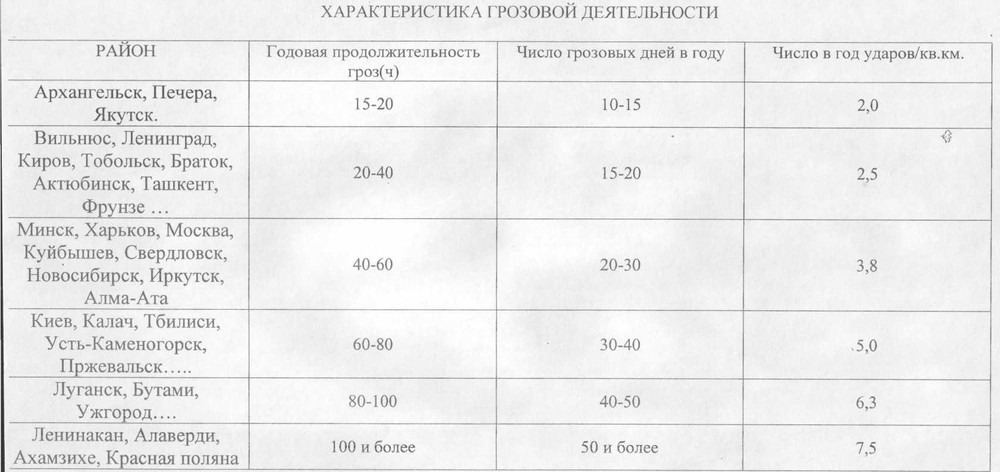 ХАРАКТЕРИСТИКА ГРОЗОВОЙ ДЕЯТЕЛЬНОСТИ
РАЙОН
Годовая продолжительность
гроз(ч)
Число грозовых дней в году
Число в год ударов/кв.км.
Архангельск, Печера,
Якутск.
15-20
10-15
2,0
Вильнюс, Ленинград,
Киров, Тобольск, Браток,
Актюбинск, Ташкент,
Фрунзе …
20-40
15-20
2,5
Минск, Харьков, Москва,
Куйбышев, Свердловск,
Новосибирск, Иркутск,
Алма-Ата
40-60
20-30
3,8
Киев, Калач, Тбилиси,
Усть-Каменогорск,
Пржевальск…..
60-80
30-40
5,0
Луганск, Бутами,
Ужгород….
80-100
40-50
6,3
Ленинакан, Алаверди,
Ахамзихе, Красная поляна
100 и более
50 и более
7,5